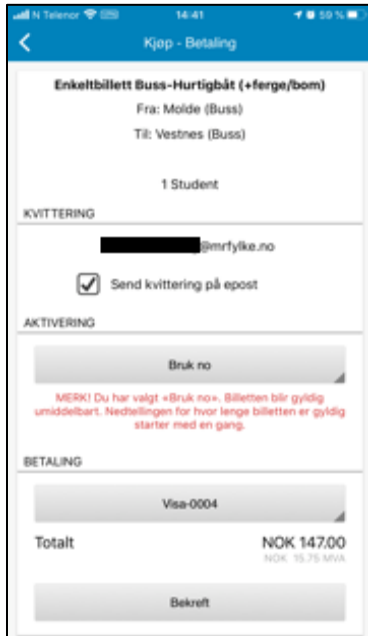 N Telenor 14:41 59 %
Kjøp - Betaling
Enkeltbillett Buss-Hurtigbåt (+ferge/bom)
Fra: Molde (Buss)
Til: Vestnes (Buss)
1 Student
KVITTERING
@mrfylke.no
Send kvittering på epost
AKTIVERING
Bruk no
MERK! Du har valgt «Bruk no». Billetten blir gyldig
umiddelbart. Nedtellingen for hvor lenge billetten er gyldig
starter med en gang.
BETALING
Visa-0004
Totalt NOK 147,00
NOK 15.75 MVA
Bekreft